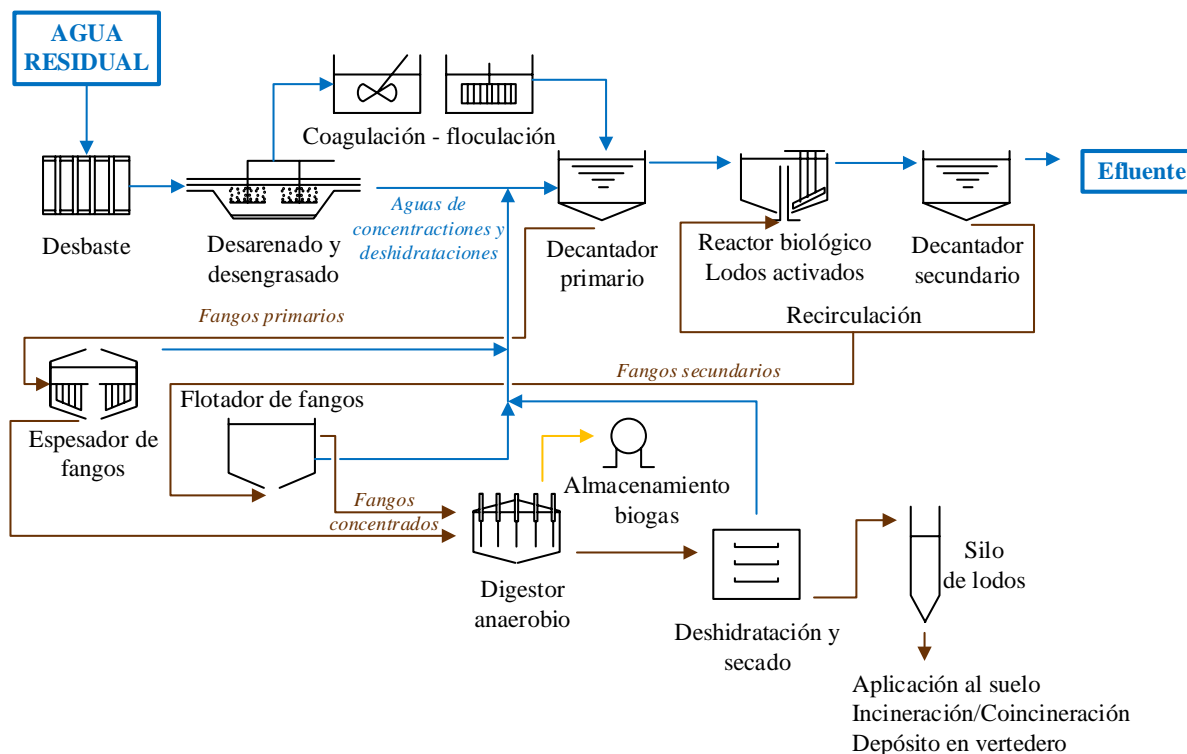 AGUA
RESIDUAL
Coagulación - floculación
Efluente
Desbaste
Desarenado y
desengrasado
Aguas de
concentractiones y
deshidrataciones
Decantador
primario
Reactor biológico
Lodos activados
Decantador
secundario
Recirculación
Fangos primarios
Fangos secundarios
Flotador de fangos
Espesador de
fangos
Fangos
concentrados
Almacenamiento
biogas
Digestor
anaerobio
Deshidratación y
secado
Silo
de lodos
Aplicación al suelo
Incineración/Coincineración
Depósito en vertedero